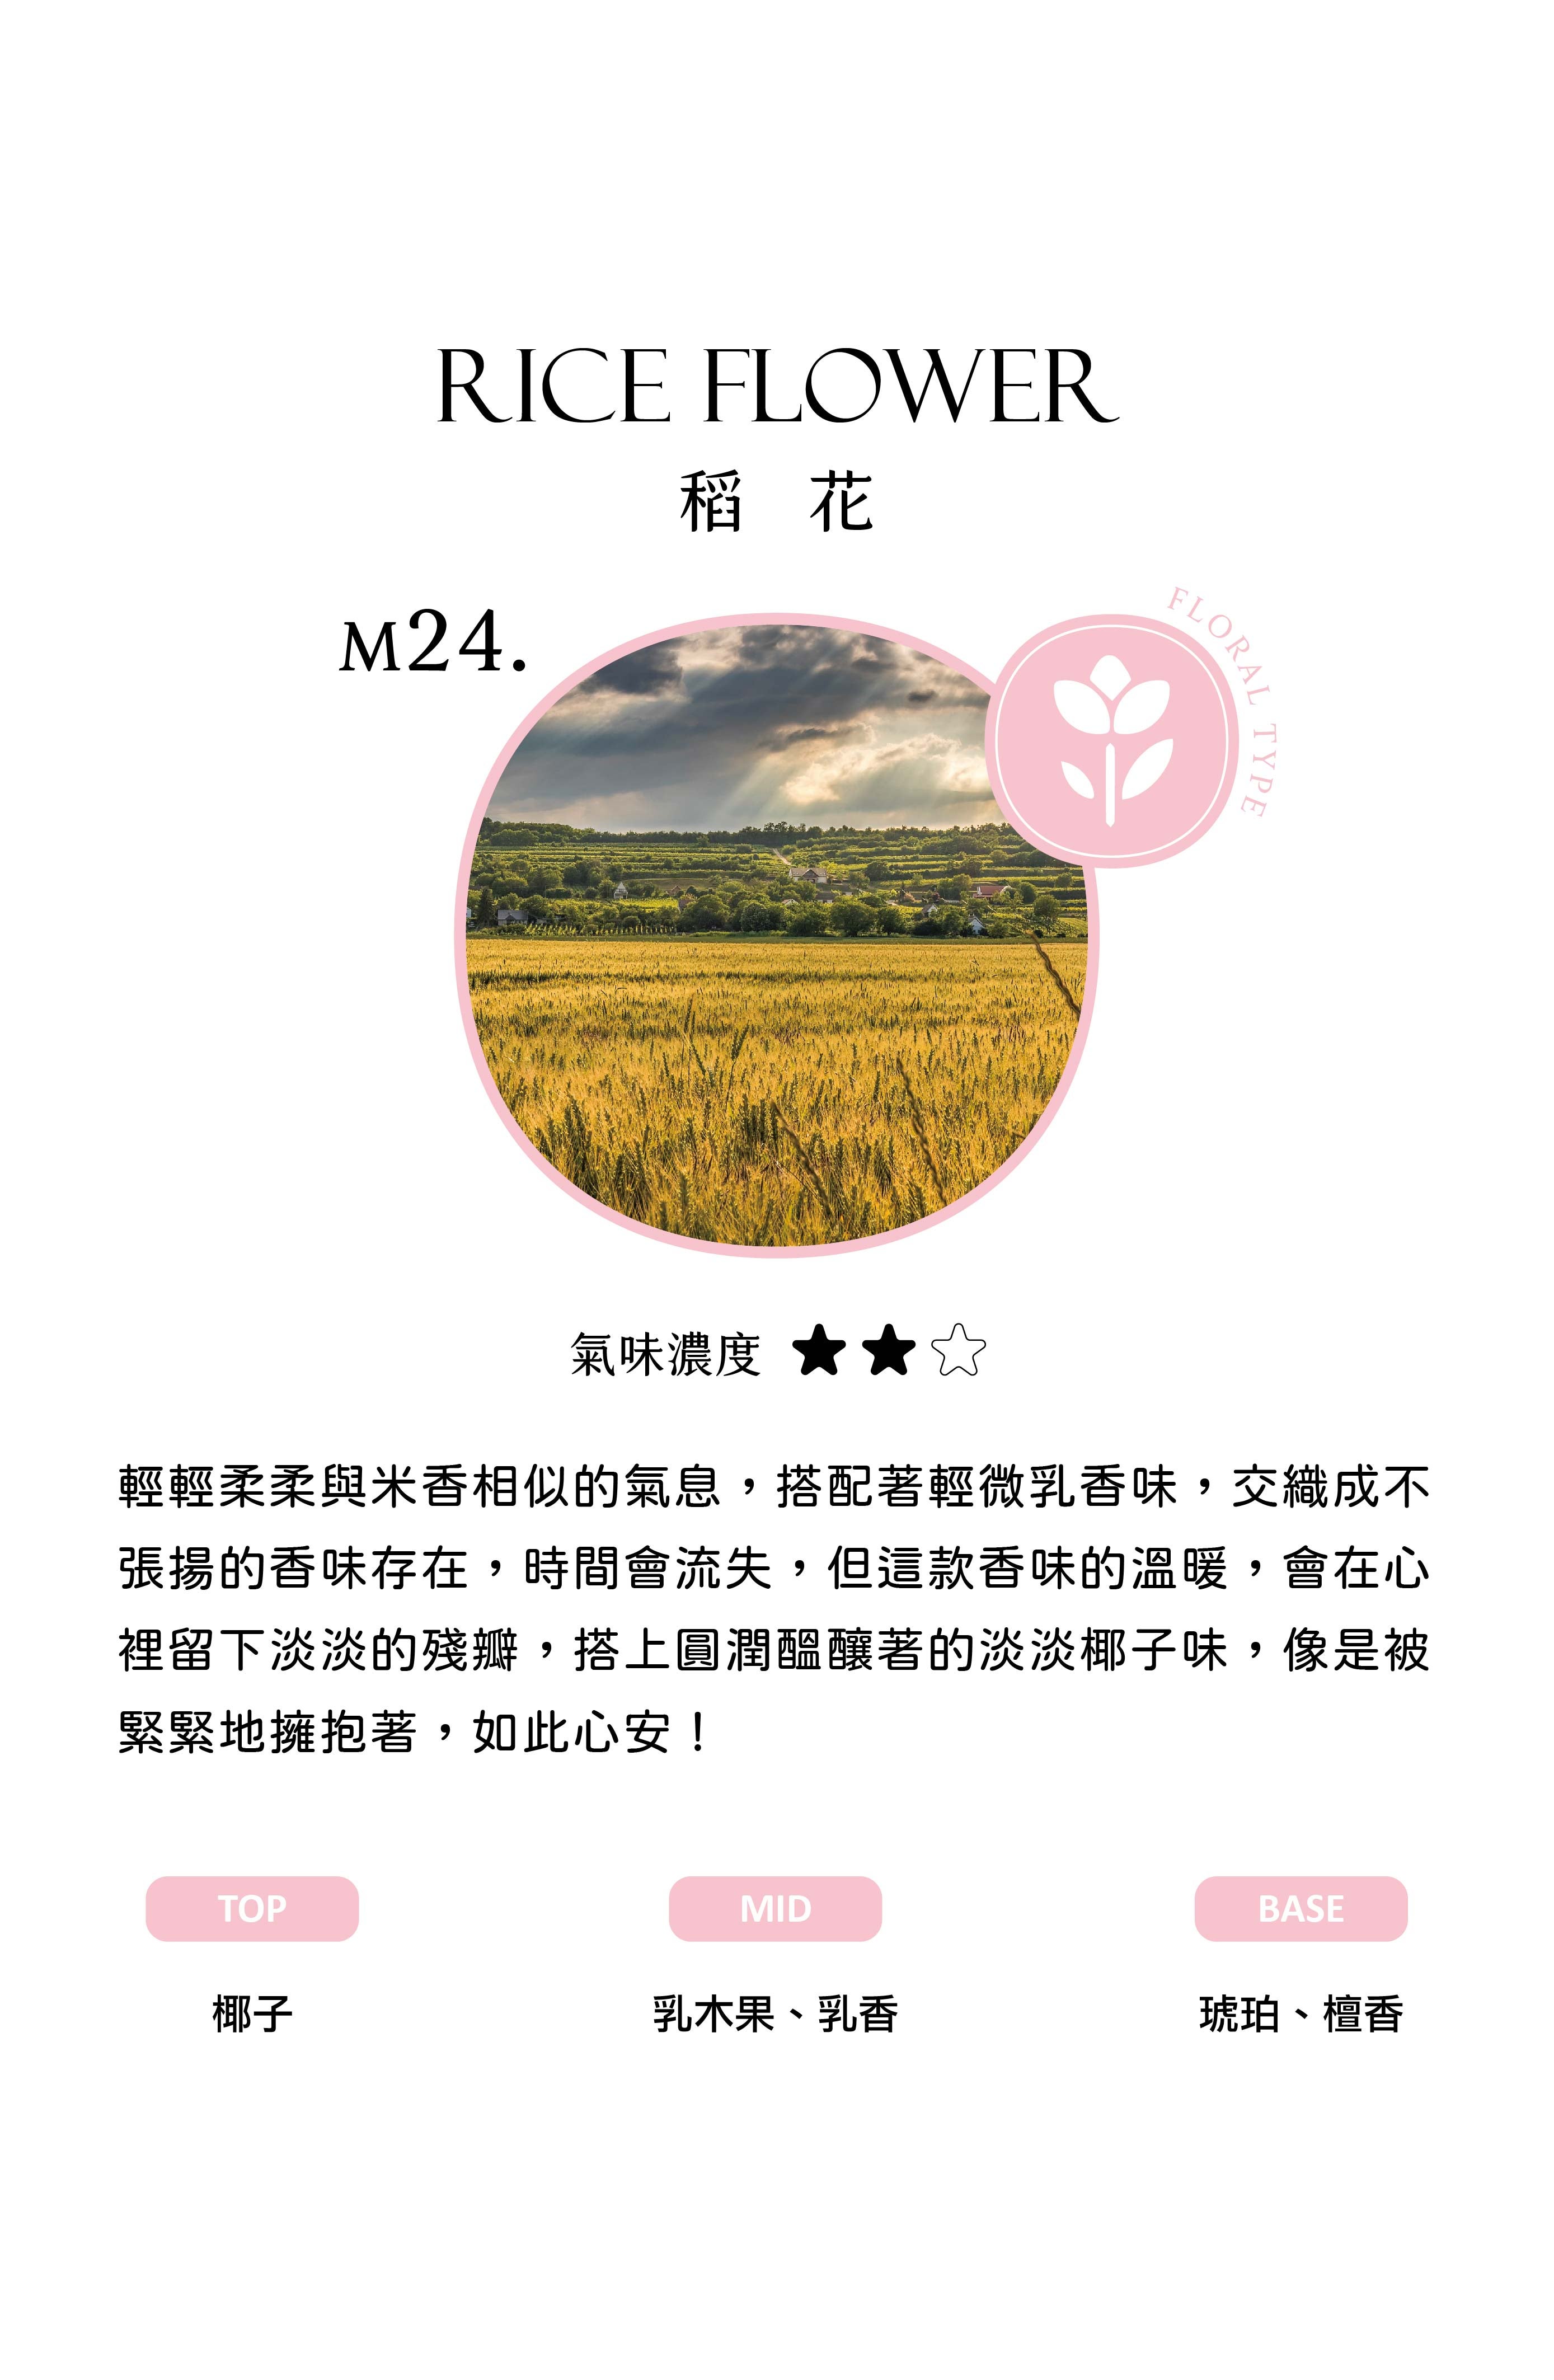 RICE FLOWER
稻 花
M24.
FLORAL TYPE
氣味濃度 ★★☆
輕輕柔柔與米香相似的氣息，搭配著輕微乳香味，交織成不
張揚的香味存在，時間會流失，但這款香味的溫暖，會在心
裡留下淡淡的殘瓣，搭上圓潤醞釀著的淡淡椰子味，像是被
緊緊地擁抱著，如此心安！
TOP
MID
BASE
椰子
乳木果、乳香
琥珀、檀香